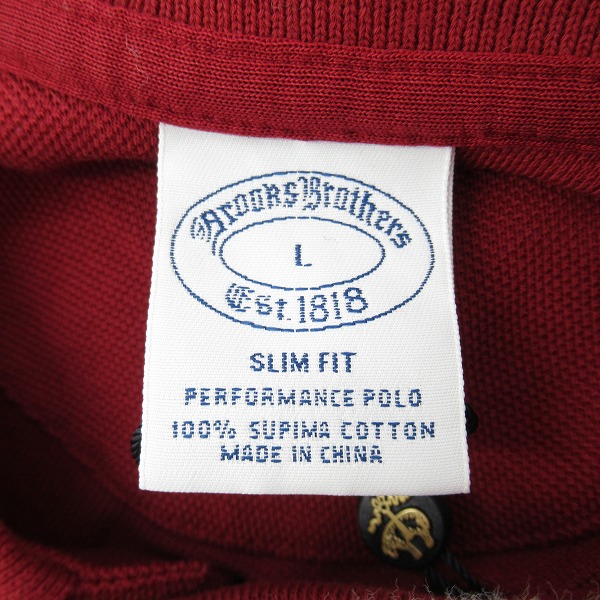 Brooks Brothers
L
Est. 1818
SLIM FIT
PERFORMANCE POLO
100% SUPIMA COTTON
MADE IN CHINA